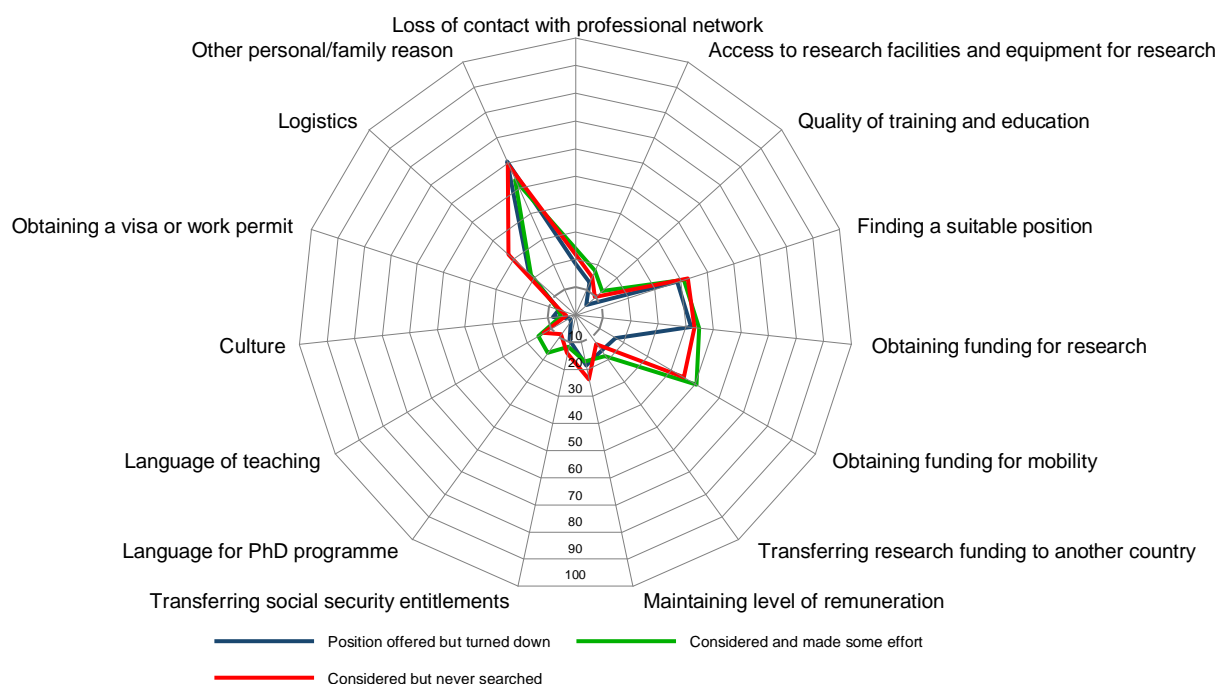 Loss of contact with professional network
Other personal/family reason
Access to research facilities and equipment for research
Logistics
Quality of training and education
Obtaining a visa or work permit
Finding a suitable position
Culture
Obtaining funding for research
10
20
30
40
50
60
70
80
90
100
Language of teaching
Obtaining funding for mobility
Language for PhD programme
Transferring research funding to another country
Transferring social security entitlements
Maintaining level of remuneration
Position offered but turned down
Considered and made some effort
Considered but never searched